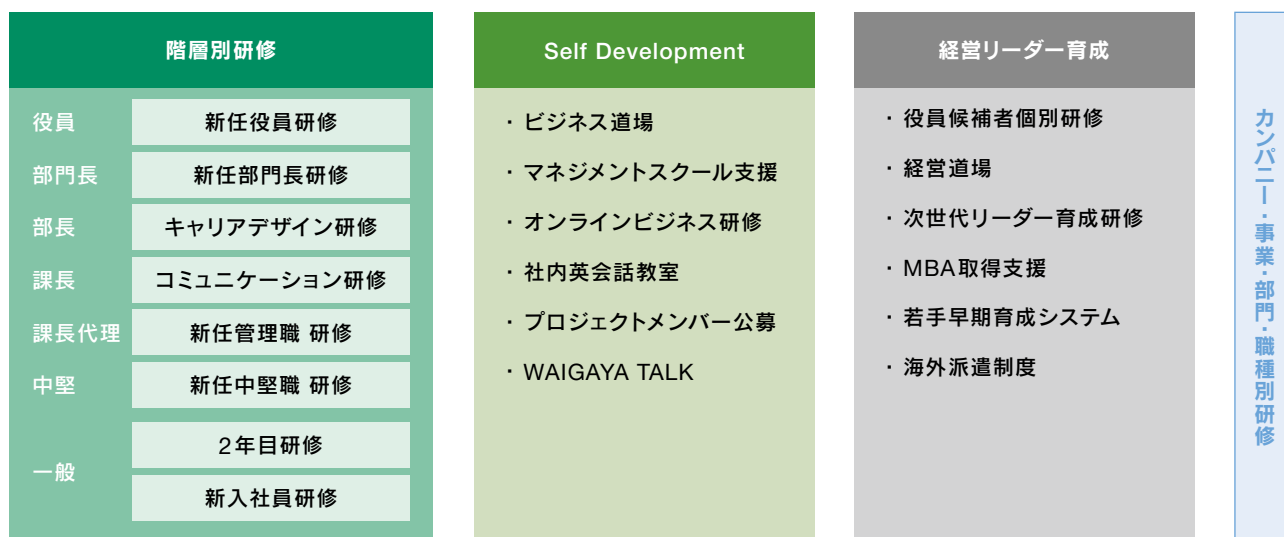 階層別研修
役員
新任役員研修
部門長
新任部門長研修
部長
キャリアデザイン研修
課長
コミュニケーション研修
課長代理
新任管理職 研修
中堅
新任中堅職 研修
一般
2年目研修
新入社員研修
Self Development
・ ビジネス道場
・ マネジメントスクール支援
・ オンラインビジネス研修
・ 社内英会話教室
・ プロジェクトメンバー公募
・ WAIGAYA TALK
経営リーダー育成
・ 役員候補者個別研修
・ 経営道場
・ 次世代リーダー育成研修
・ MBA取得支援
・ 若手早期育成システム
・ 海外派遣制度
カンパニー・事業・部門・職種別研修